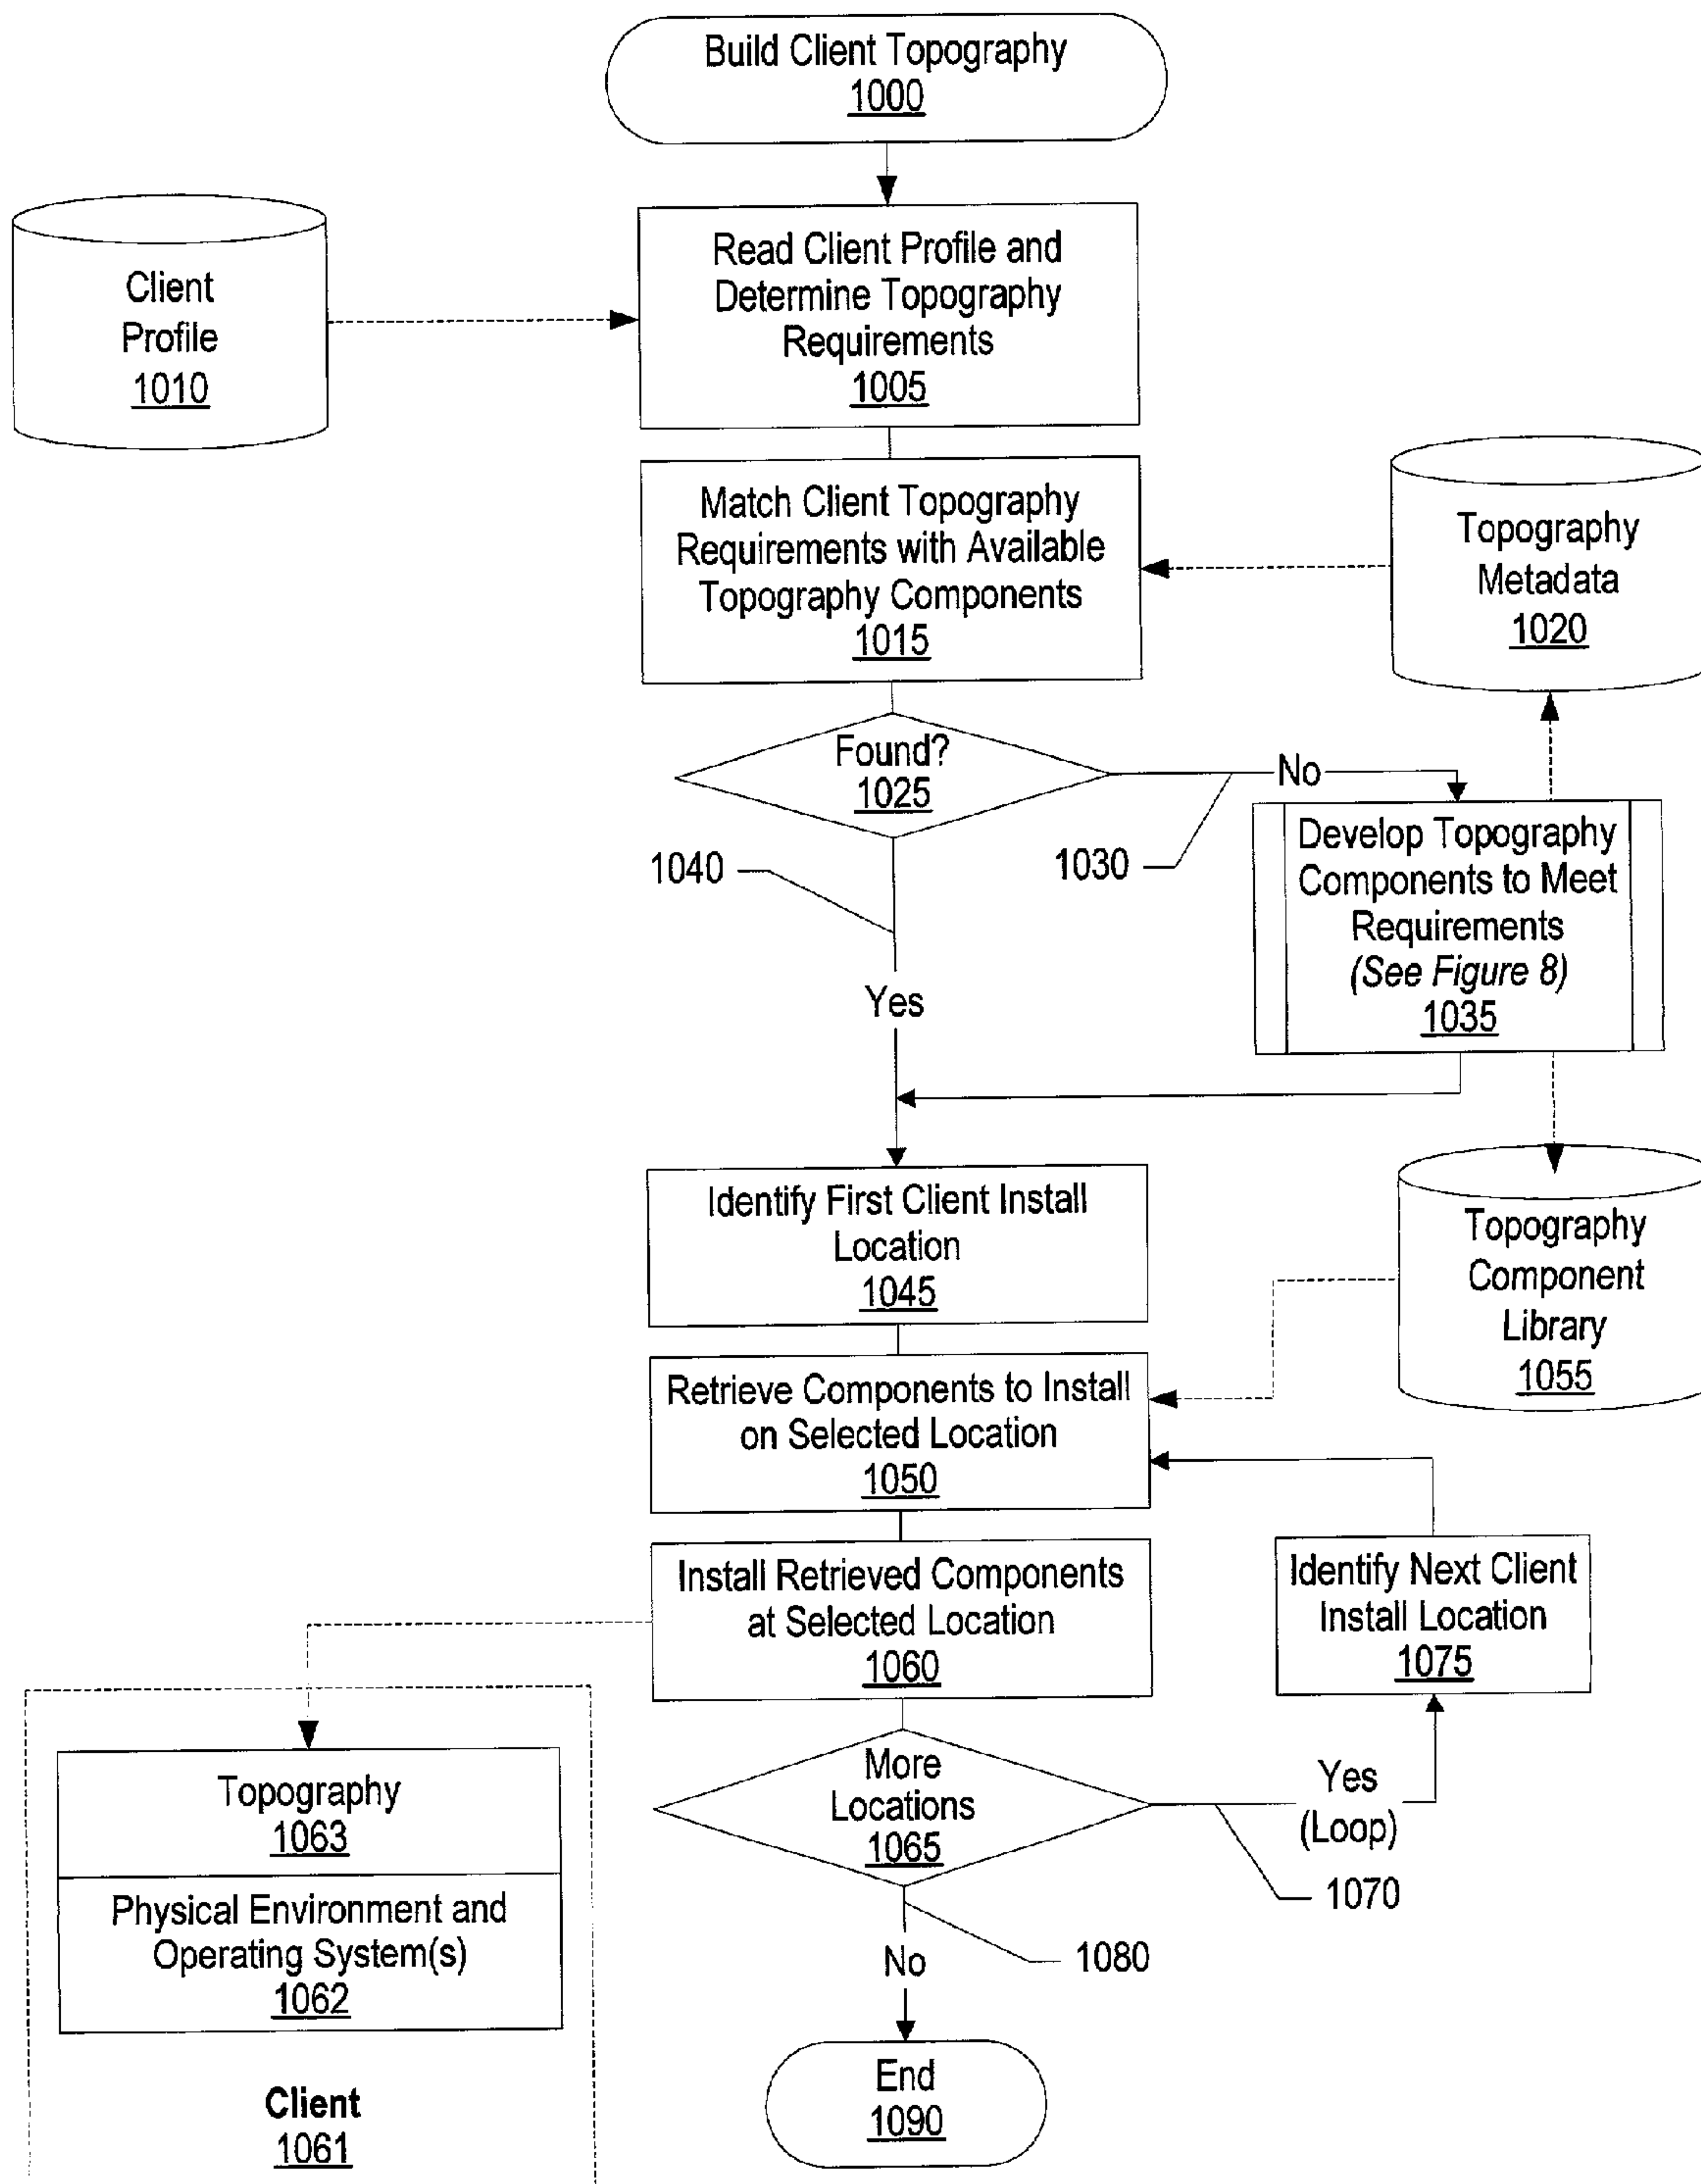 Build Client Topography
1000
Read Client Profile and
Determine Topography
Requirements
1005
Client
Profile
1010
Match Client Topography
Requirements with Available
Topography Components
1015
Topography
Metadata
1020
Found?
1025
No
1030
1040
Yes
Develop Topography
Components to Meet
Requirements
(See Figure 8)
1035
Identify First Client Install
Location
1045
Topography
Component
Library
1055
Retrieve Components to Install
on Selected Location
1050
Install Retrieved Components
at Selected Location
1060
Identify Next Client
Install Location
1075
More
Locations
1065
Yes
(Loop)
1070
1080
No
Topography
1063
Physical Environment and
Operating System(s)
1062
Client
1061
End
1090